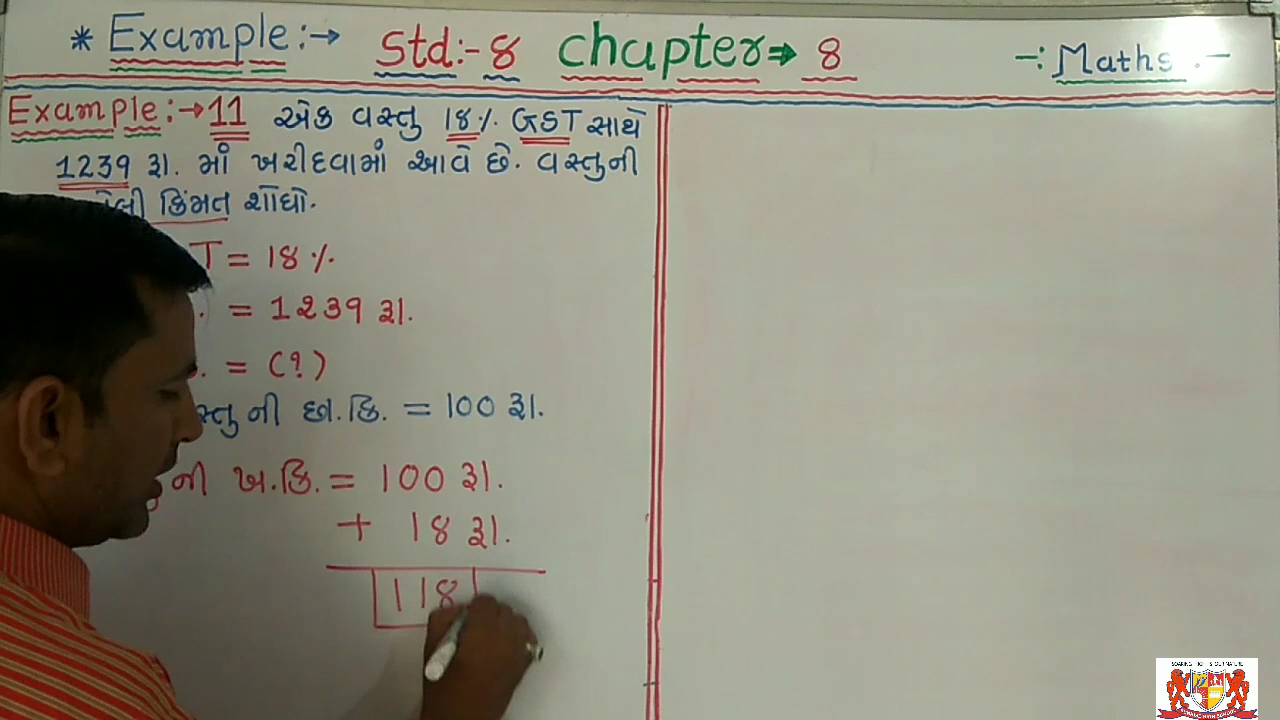 * Example:→ Std:- 8 chapter⇒ 8 -: Maths :-
Example:→11 એક વસ્તુ 18% GST સાથે
1239 રૂા. માં ખરીદવામાં આવે છે. વસ્તુની
કિંમત શોધો.
T = 18 %
= 1239 રૂા.
. = (?)
ની છા.કિ. = 100 રૂા.
ની ખ.કિ. = 100 રૂા.
+ 18 રૂા.
118